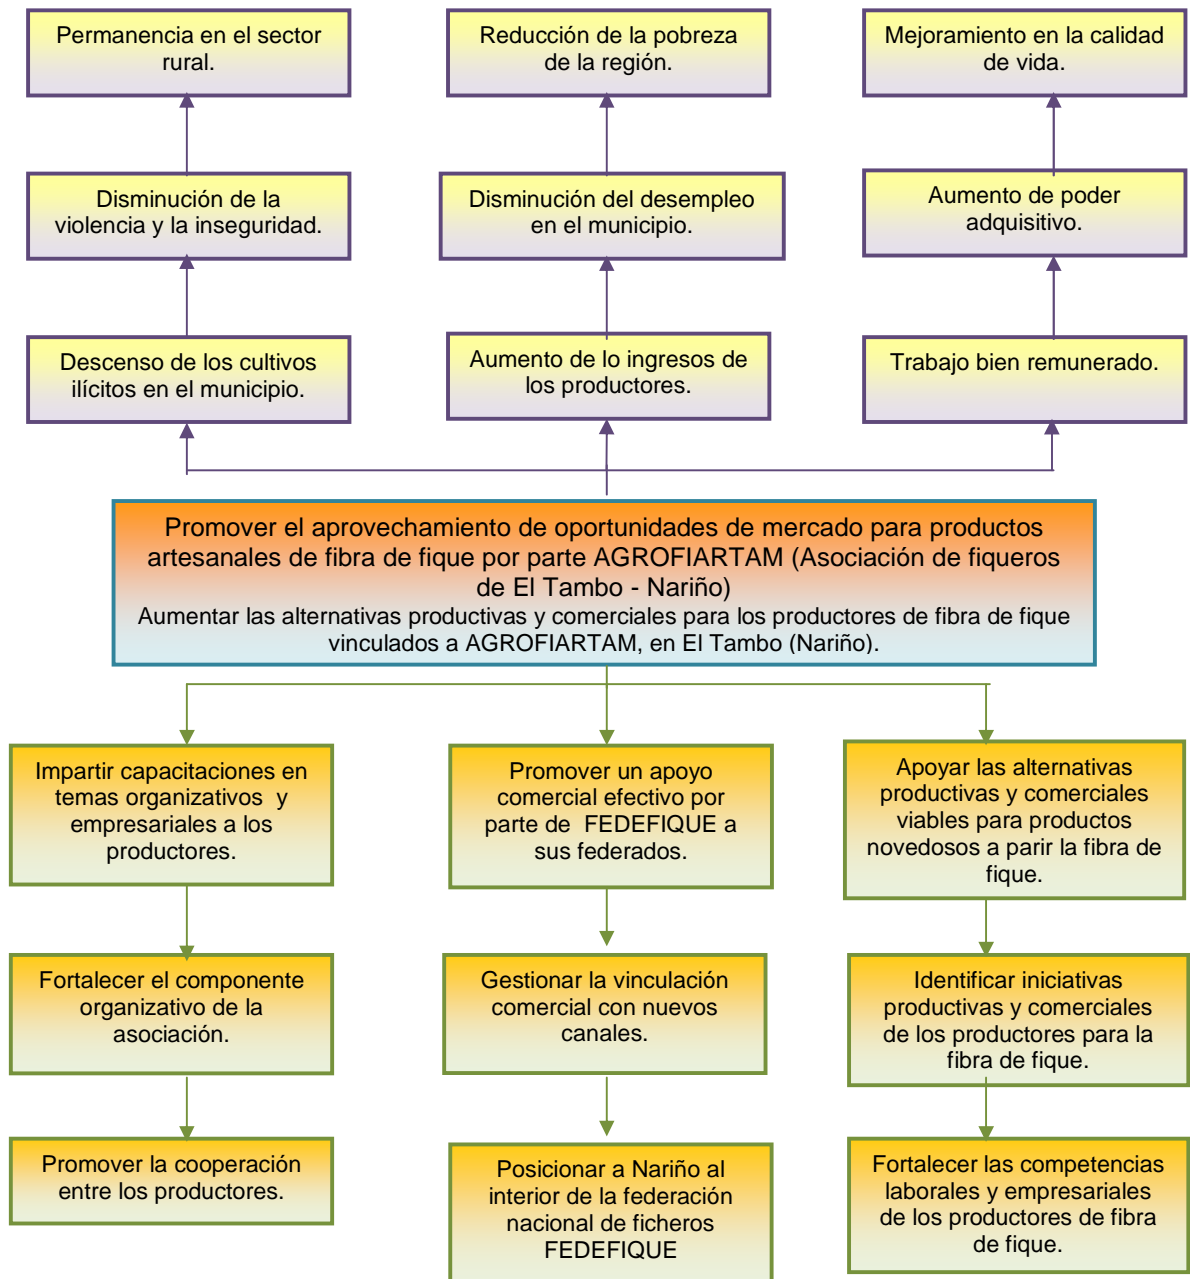 Permanencia en el sector
rural.
Reducción de la pobreza
de la región.
Mejoramiento en la calidad
de vida.
Disminución de la
violencia y la inseguridad.
Disminución del desempleo
en el municipio.
Aumento de poder
adquisitivo.
Descenso de los cultivos
ilícitos en el municipio.
Aumento de lo ingresos de
los productores.
Trabajo bien remunerado.
Promover el aprovechamiento de oportunidades de mercado para productos
artesanales de fibra de fique por parte AGROFIARTAM (Asociación de fiqueros
de El Tambo - Nariño)
Aumentar las alternativas productivas y comerciales para los productores de fibra de fique
vinculados a AGROFIARTAM, en El Tambo (Nariño).
Impartir capacitaciones en
temas organizativos y
empresariales a los
productores.
Promover un apoyo
comercial efectivo por
parte de FEDEFIQUE a
sus federados.
Apoyar las alternativas
productivas y comerciales
viables para productos
novedosos a parir la fibra de
fique.
Fortalecer el componente
organizativo de la
asociación.
Gestionar la vinculación
comercial con nuevos
canales.
Identificar iniciativas
productivas y comerciales
de los productores para la
fibra de fique.
Promover la cooperación
entre los productores.
Posicionar a Nariño al
interior de la federación
nacional de ficheros
FEDEFIQUE
Fortalecer las competencias
laborales y empresariales
de los productores de fibra
de fique.